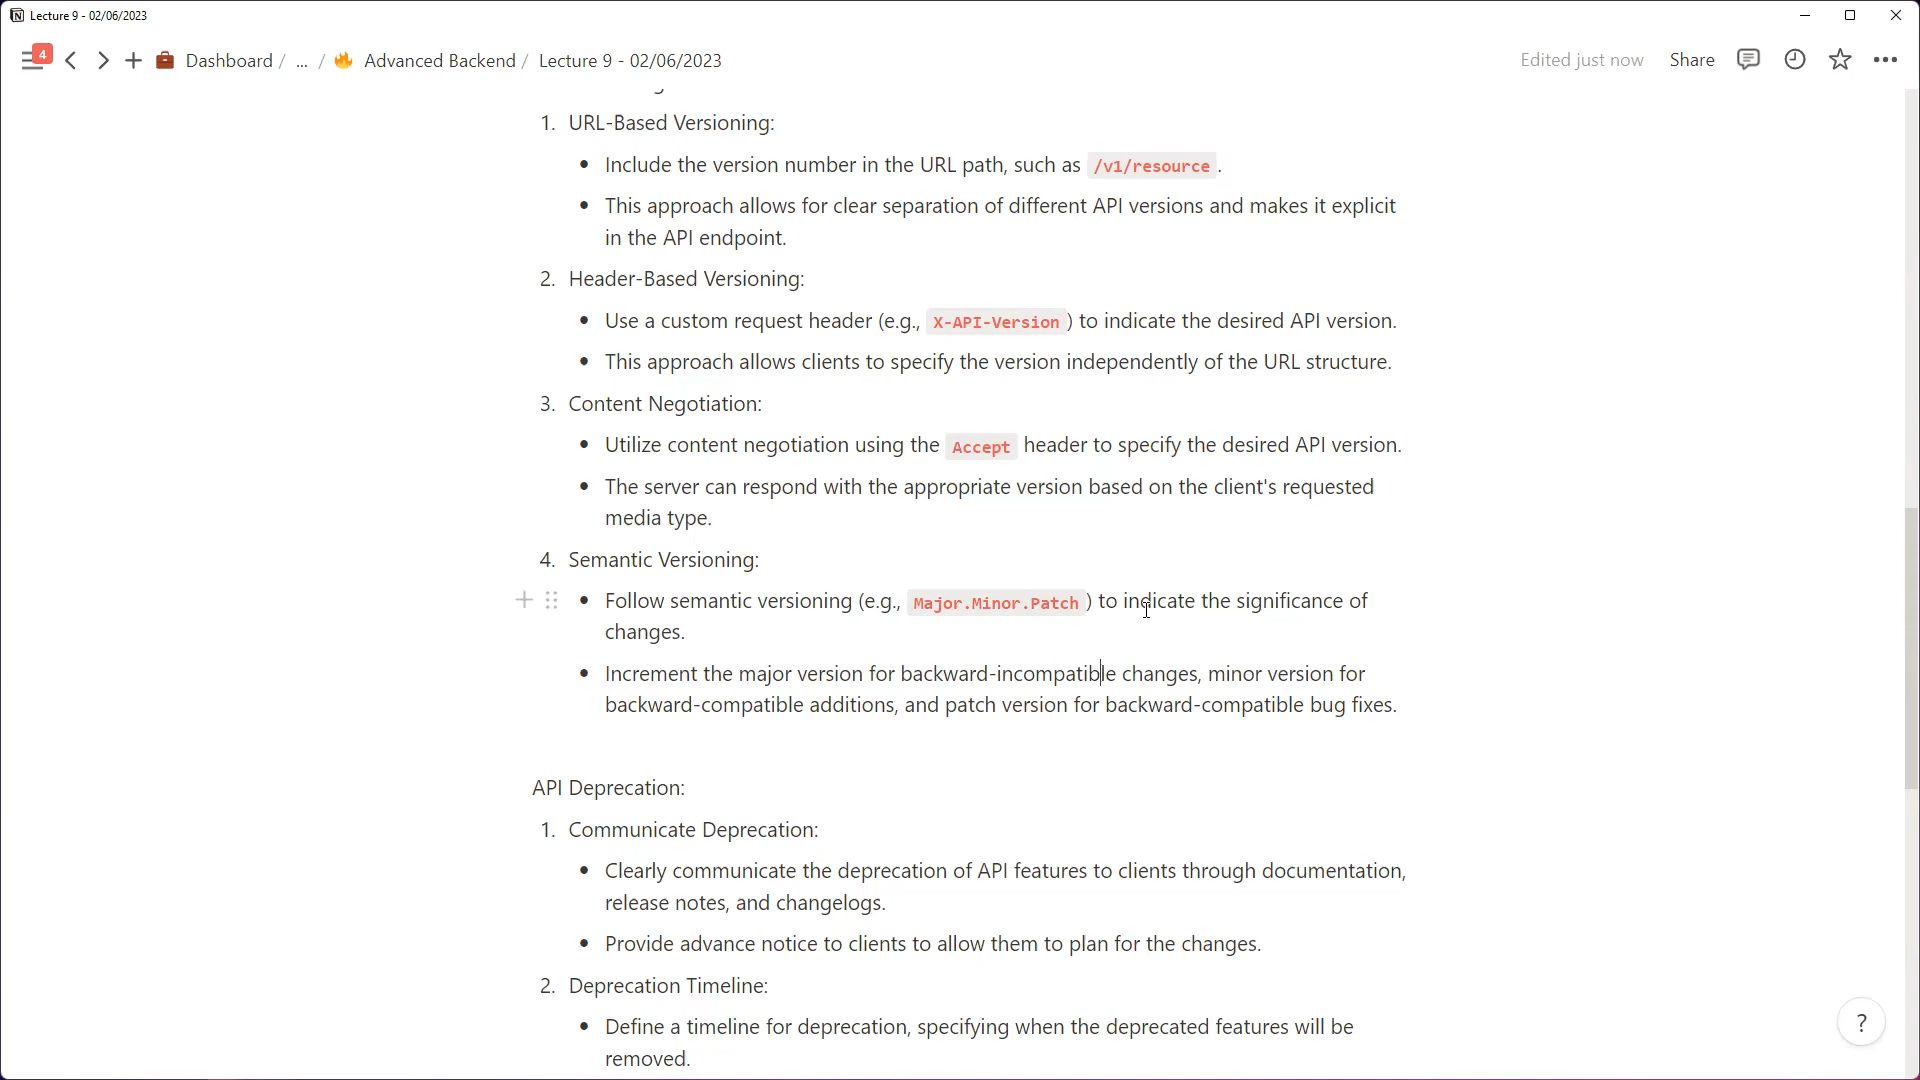 Lecture 9 - 02/06/2023
4
Dashboard / ... / Advanced Backend / Lecture 9 - 02/06/2023
Edited just now
Share
1. URL-Based Versioning:
• Include the version number in the URL path, such as /v1/resource .
• This approach allows for clear separation of different API versions and makes it explicit
in the API endpoint.
2. Header-Based Versioning:
• Use a custom request header (e.g., X-API-Version ) to indicate the desired API version.
• This approach allows clients to specify the version independently of the URL structure.
3. Content Negotiation:
• Utilize content negotiation using the Accept header to specify the desired API version.
• The server can respond with the appropriate version based on the client's requested
media type.
4. Semantic Versioning:
• Follow semantic versioning (e.g., Major.Minor.Patch ) to indicate the significance of
changes.
• Increment the major version for backward-incompatible changes, minor version for
backward-compatible additions, and patch version for backward-compatible bug fixes.
API Deprecation:
1. Communicate Deprecation:
• Clearly communicate the deprecation of API features to clients through documentation,
release notes, and changelogs.
• Provide advance notice to clients to allow them to plan for the changes.
2. Deprecation Timeline:
• Define a timeline for deprecation, specifying when the deprecated features will be
removed.
?